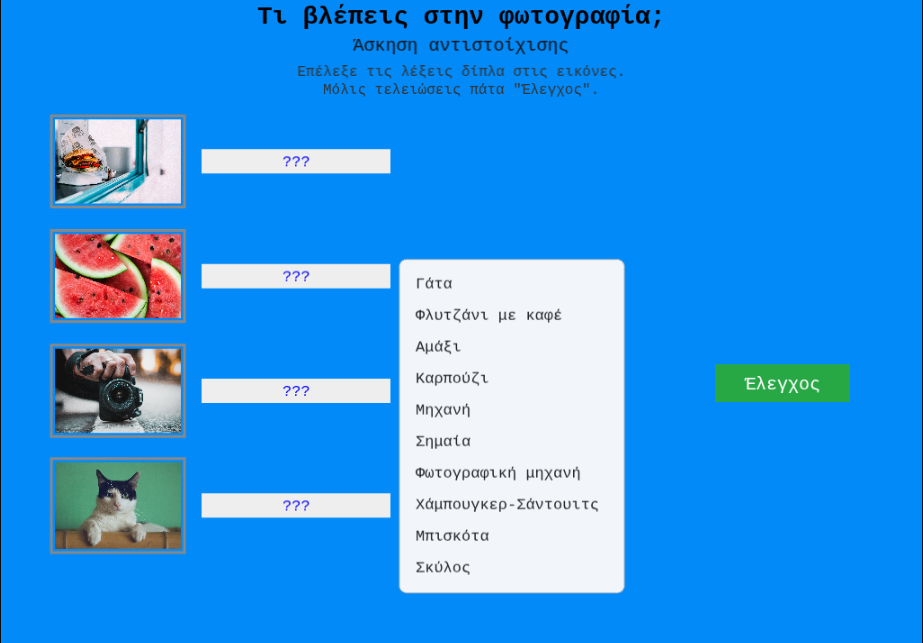 Τι βλέπεις στην φωτογραφία;
Άσκηση αντιστοίχισης
Επέλεξε τις λέξεις δίπλα στις εικόνες.
Μόλις τελειώσεις πάτα "Έλεγχος".
???
???
???
???
Γάτα
Φλυτζάνι με καφέ
Αμάξι
Καρπούζι
Μηχανή
Σημαία
Φωτογραφική μηχανή
Χάμπουγκερ-Σάντουιτς
Μπισκότα
Σκύλος
Έλεγχος